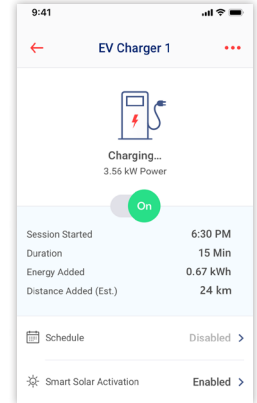 9:41
EV Charger 1
Charging...
3.56 kW Power
On
Session Started 6:30 PM
Duration 15 Min
Energy Added 0.67 kWh
Distance Added (Est.) 24 km
Schedule Disabled
Smart Solar Activation Enabled